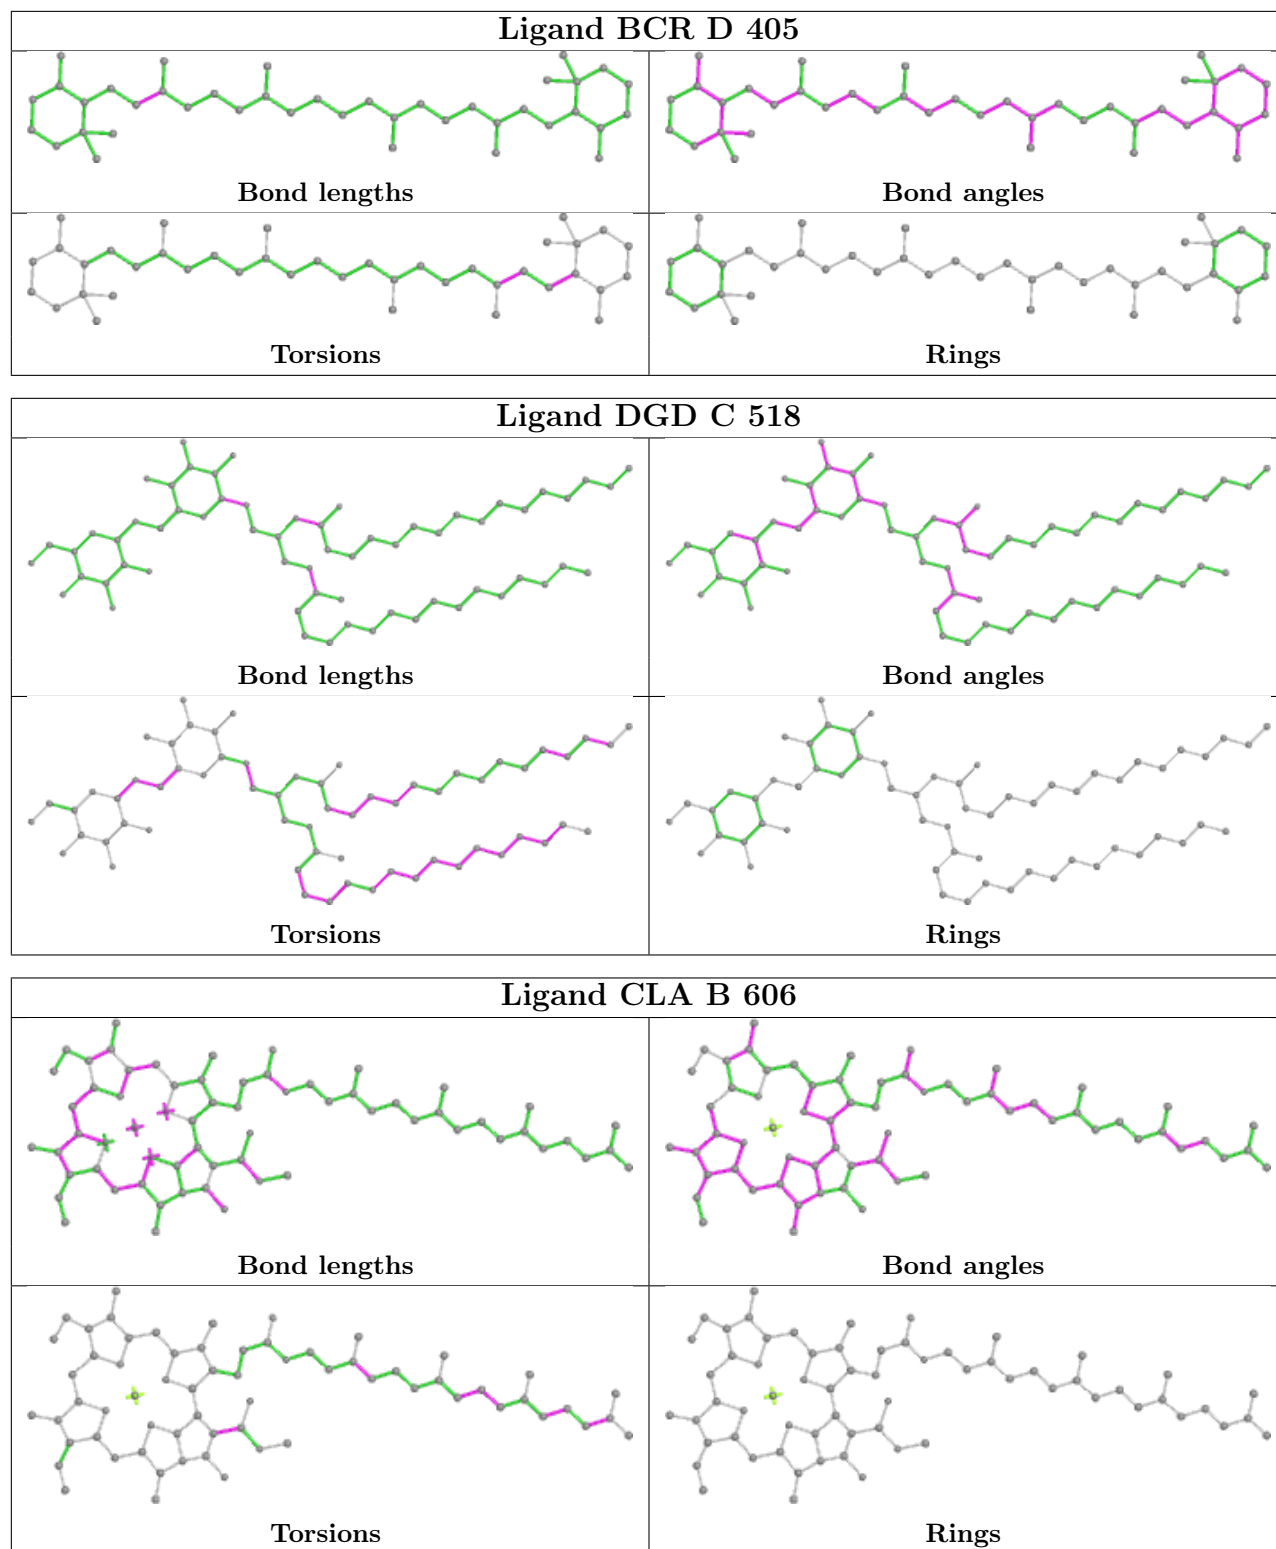 Ligand BCR D 405
Bond lengths
Bond angles
Torsions
Rings
Ligand DGD C 518
Bond lengths
Bond angles
Torsions
Rings
Ligand CLA B 606
Bond lengths
Bond angles
Torsions
Rings